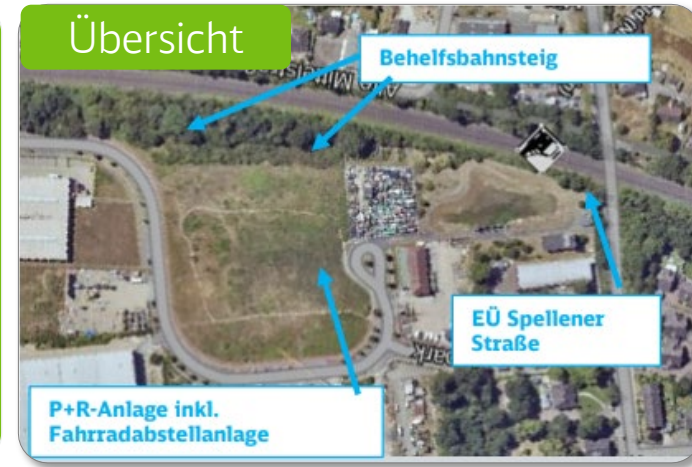 Übersicht
Behelfsbahnsteig
EÜ Spellener
Straße
P+R-Anlage inkl.
Fahrradabstellanlage